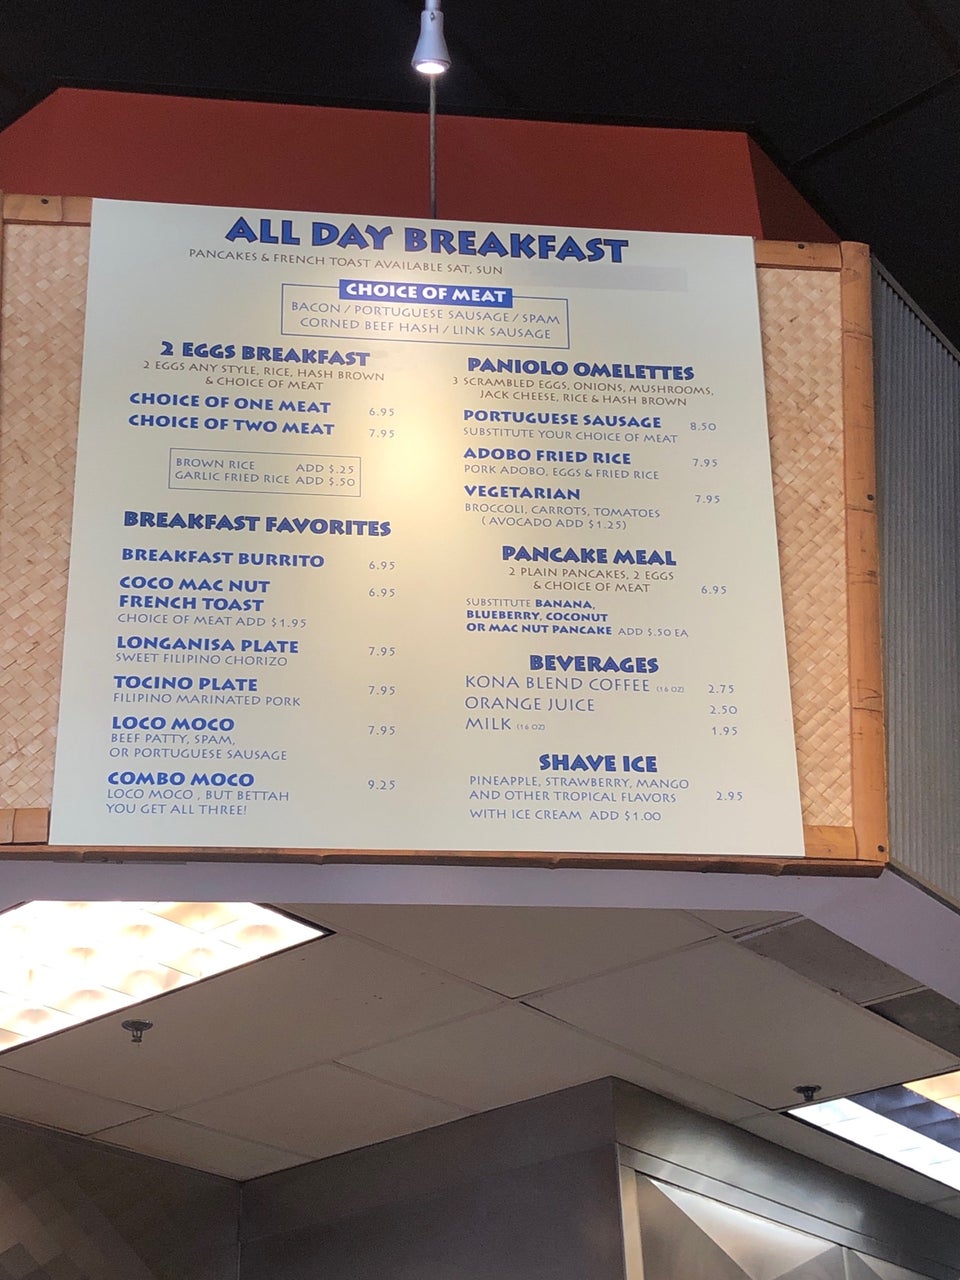 ALL DAY BREAKFAST
PANCAKES & FRENCH TOAST AVAILABLE SAT, SUN
CHOICE OF MEAT
BACON / PORTUGUESE SAUSAGE / SPAM
CORNED BEEF HASH / LINK SAUSAGE
2 EGGS BREAKFAST
2 EGGS ANY STYLE, RICE, HASH BROWN
& CHOICE OF MEAT
CHOICE OF ONE MEAT 6.95
CHOICE OF TWO MEAT 7.95
BROWN RICE ADD $.25
GARLIC FRIED RICE ADD $.50
BREAKFAST FAVORITES
BREAKFAST BURRITO 6.95
COCO MAC NUT 6.95
FRENCH TOAST
CHOICE OF MEAT ADD $1.95
LONGANISA PLATE 7.95
SWEET FILIPINO CHORIZO
TOCINO PLATE 7.95
FILIPINO MARINATED PORK
LOCO MOCO 7.95
BEEF PATTY, SPAM,
OR PORTUGUESE SAUSAGE
COMBO MOCO 9.25
LOCO MOCO , BUT BETTAH
YOU GET ALL THREE!
PANIOLO OMELETTES
3 SCRAMBLED EGGS, ONIONS, MUSHROOMS,
JACK CHEESE, RICE & HASH BROWN
PORTUGUESE SAUSAGE 8.50
SUBSTITUTE YOUR CHOICE OF MEAT
ADOBO FRIED RICE 7.95
PORK ADOBO, EGGS & FRIED RICE
VEGETARIAN 7.95
BROCCOLI, CARROTS, TOMATOES
( AVOCADO ADD $1.25)
PANCAKE MEAL
2 PLAIN PANCAKES, 2 EGGS
& CHOICE OF MEAT 6.95
SUBSTITUTE BANANA,
BLUEBERRY, COCONUT
OR MAC NUT PANCAKE ADD $.50 EA
BEVERAGES
KONA BLEND COFFEE (16 OZ) 2.75
ORANGE JUICE 2.50
MILK (16 OZ) 1.95
SHAVE ICE
PINEAPPLE, STRAWBERRY, MANGO
AND OTHER TROPICAL FLAVORS 2.95
WITH ICE CREAM ADD $1.00